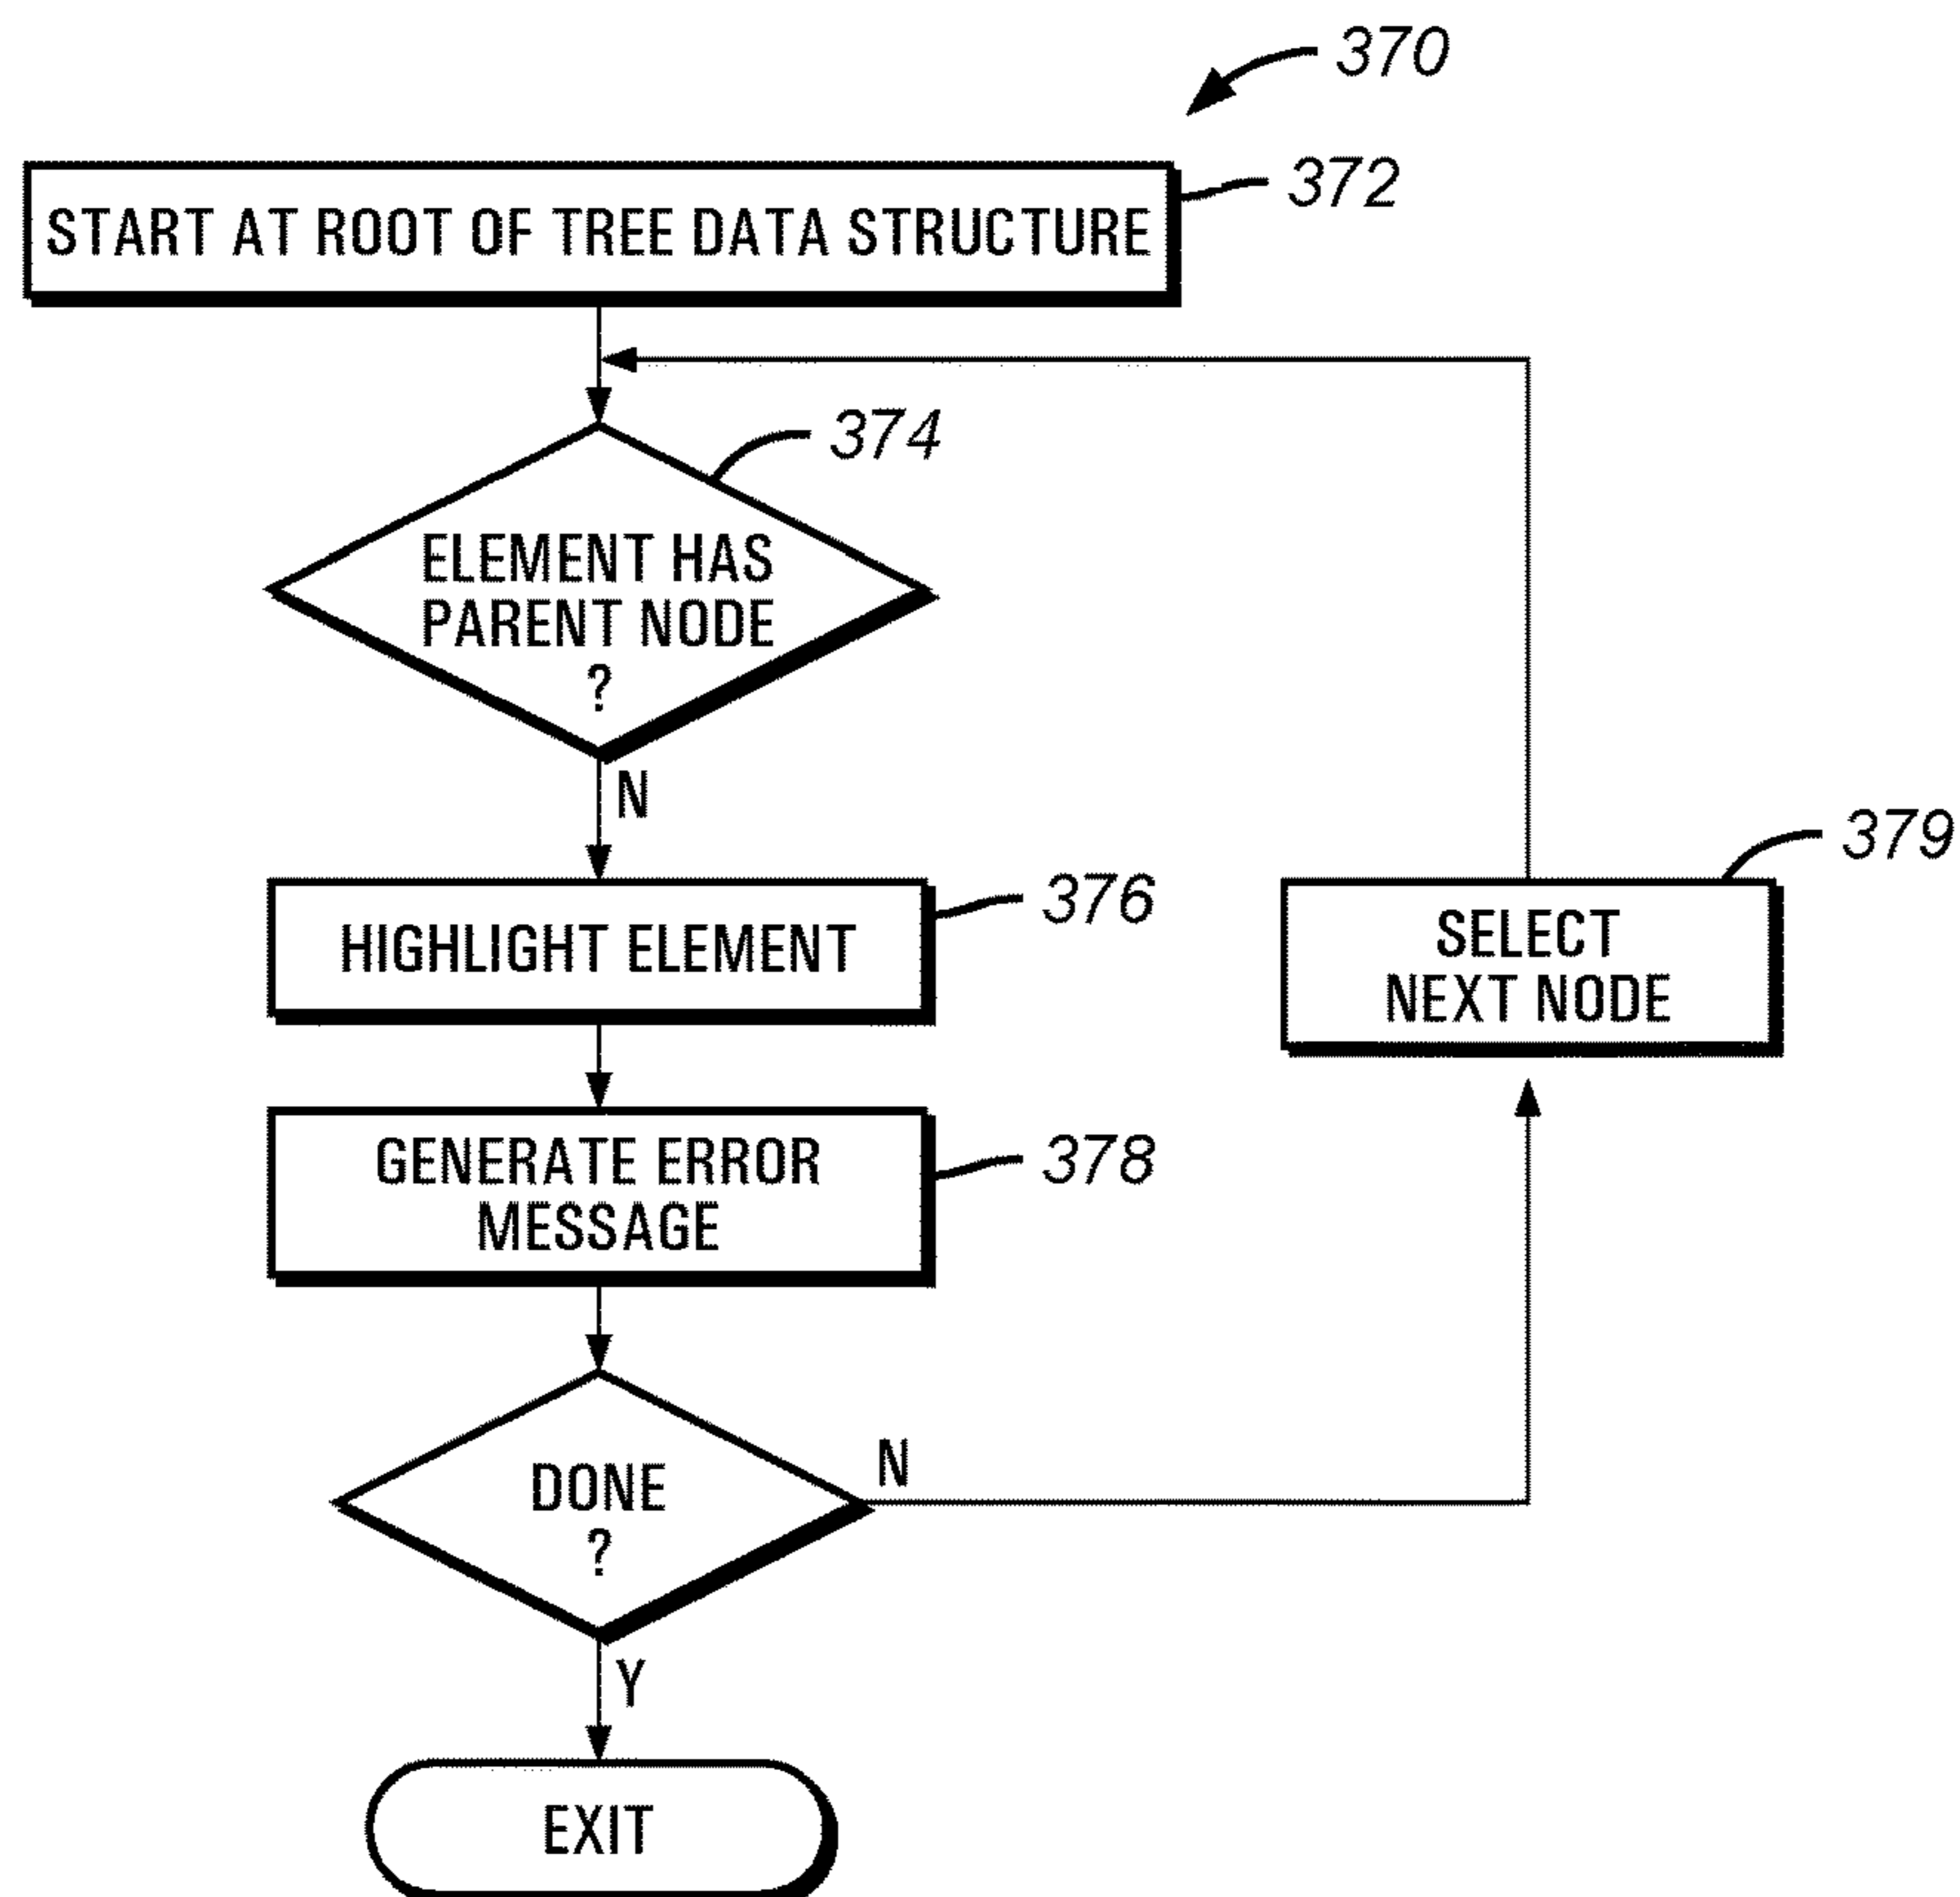 370
START AT ROOT OF TREE DATA STRUCTURE
372
374
ELEMENT HAS
PARENT NODE
?
N
HIGHLIGHT ELEMENT
376
SELECT
NEXT NODE
379
GENERATE ERROR
MESSAGE
378
DONE
?
N
Y
EXIT